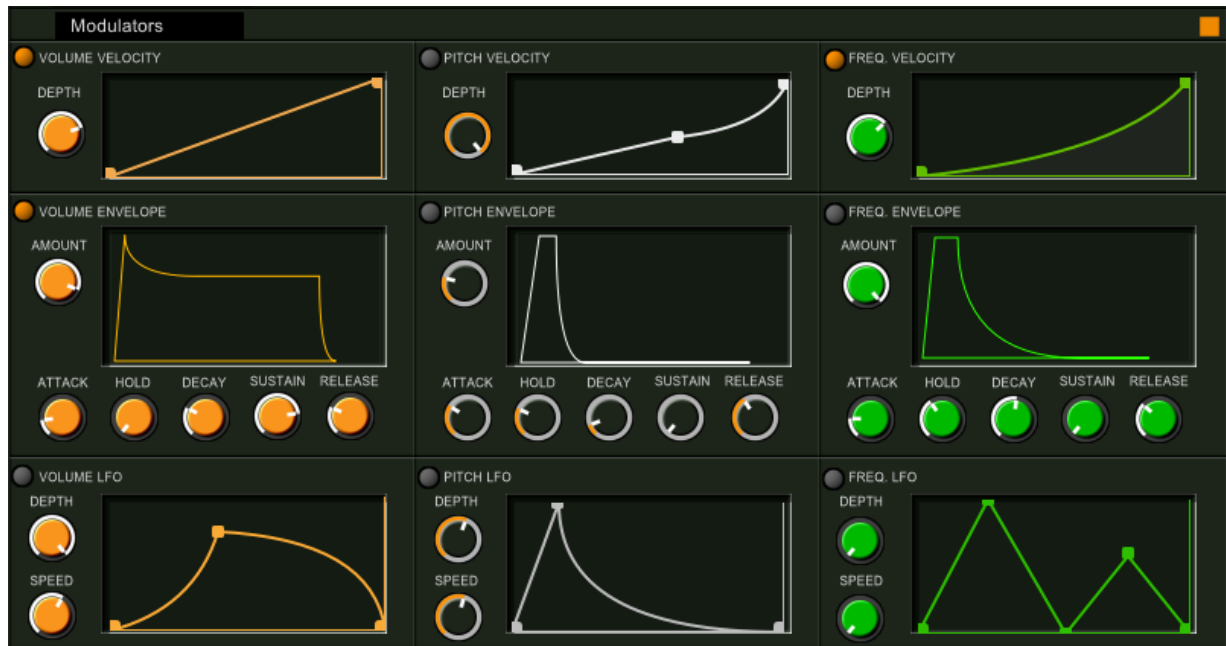 Modulators
VOLUME VELOCITY
DEPTH
PITCH VELOCITY
DEPTH
FREQ. VELOCITY
DEPTH
VOLUME ENVELOPE
AMOUNT
ATTACK HOLD DECAY SUSTAIN RELEASE
PITCH ENVELOPE
AMOUNT
ATTACK HOLD DECAY SUSTAIN RELEASE
FREQ. ENVELOPE
AMOUNT
ATTACK HOLD DECAY SUSTAIN RELEASE
VOLUME LFO
DEPTH
SPEED
PITCH LFO
DEPTH
SPEED
FREQ. LFO
DEPTH
SPEED